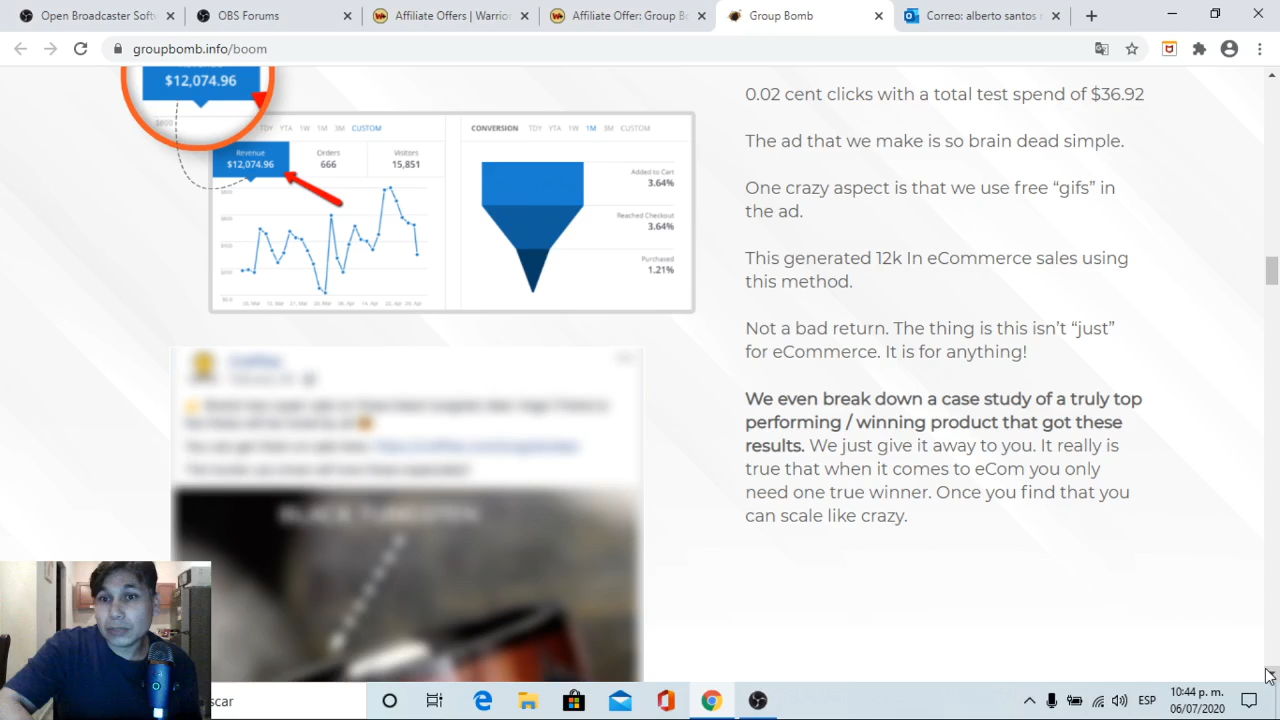 Open Broadcaster Softw
OBS Forums
Affiliate Offers | Warrior
Affiliate Offer: Group Bo
Group Bomb
Correo: alberto santos r
groupbomb.info/boom
$12,074.96
$600
TDY YTA 1W 1M 3M CUSTOM
CONVERSION TDY YTA 1W 1M 3M CUSTOM
Revenue
$12,074.96
Orders
666
Visitors
15,851
Added to Cart
3.64%
Reached Checkout
3.64%
Purchased
1.21%
0.02 cent clicks with a total test spend of $36.92
The ad that we make is so brain dead simple.
One crazy aspect is that we use free “gifs” in
the ad.
This generated 12k In eCommerce sales using
this method.
Not a bad return. The thing is this isn’t “just”
for eCommerce. It is for anything!
We even break down a case study of a truly top
performing / winning product that got these
results. We just give it away to you. It really is
true that when it comes to eCom you only
need one true winner. Once you find that you
can scale like crazy.
scar
ESP
10:44 p. m.
06/07/2020